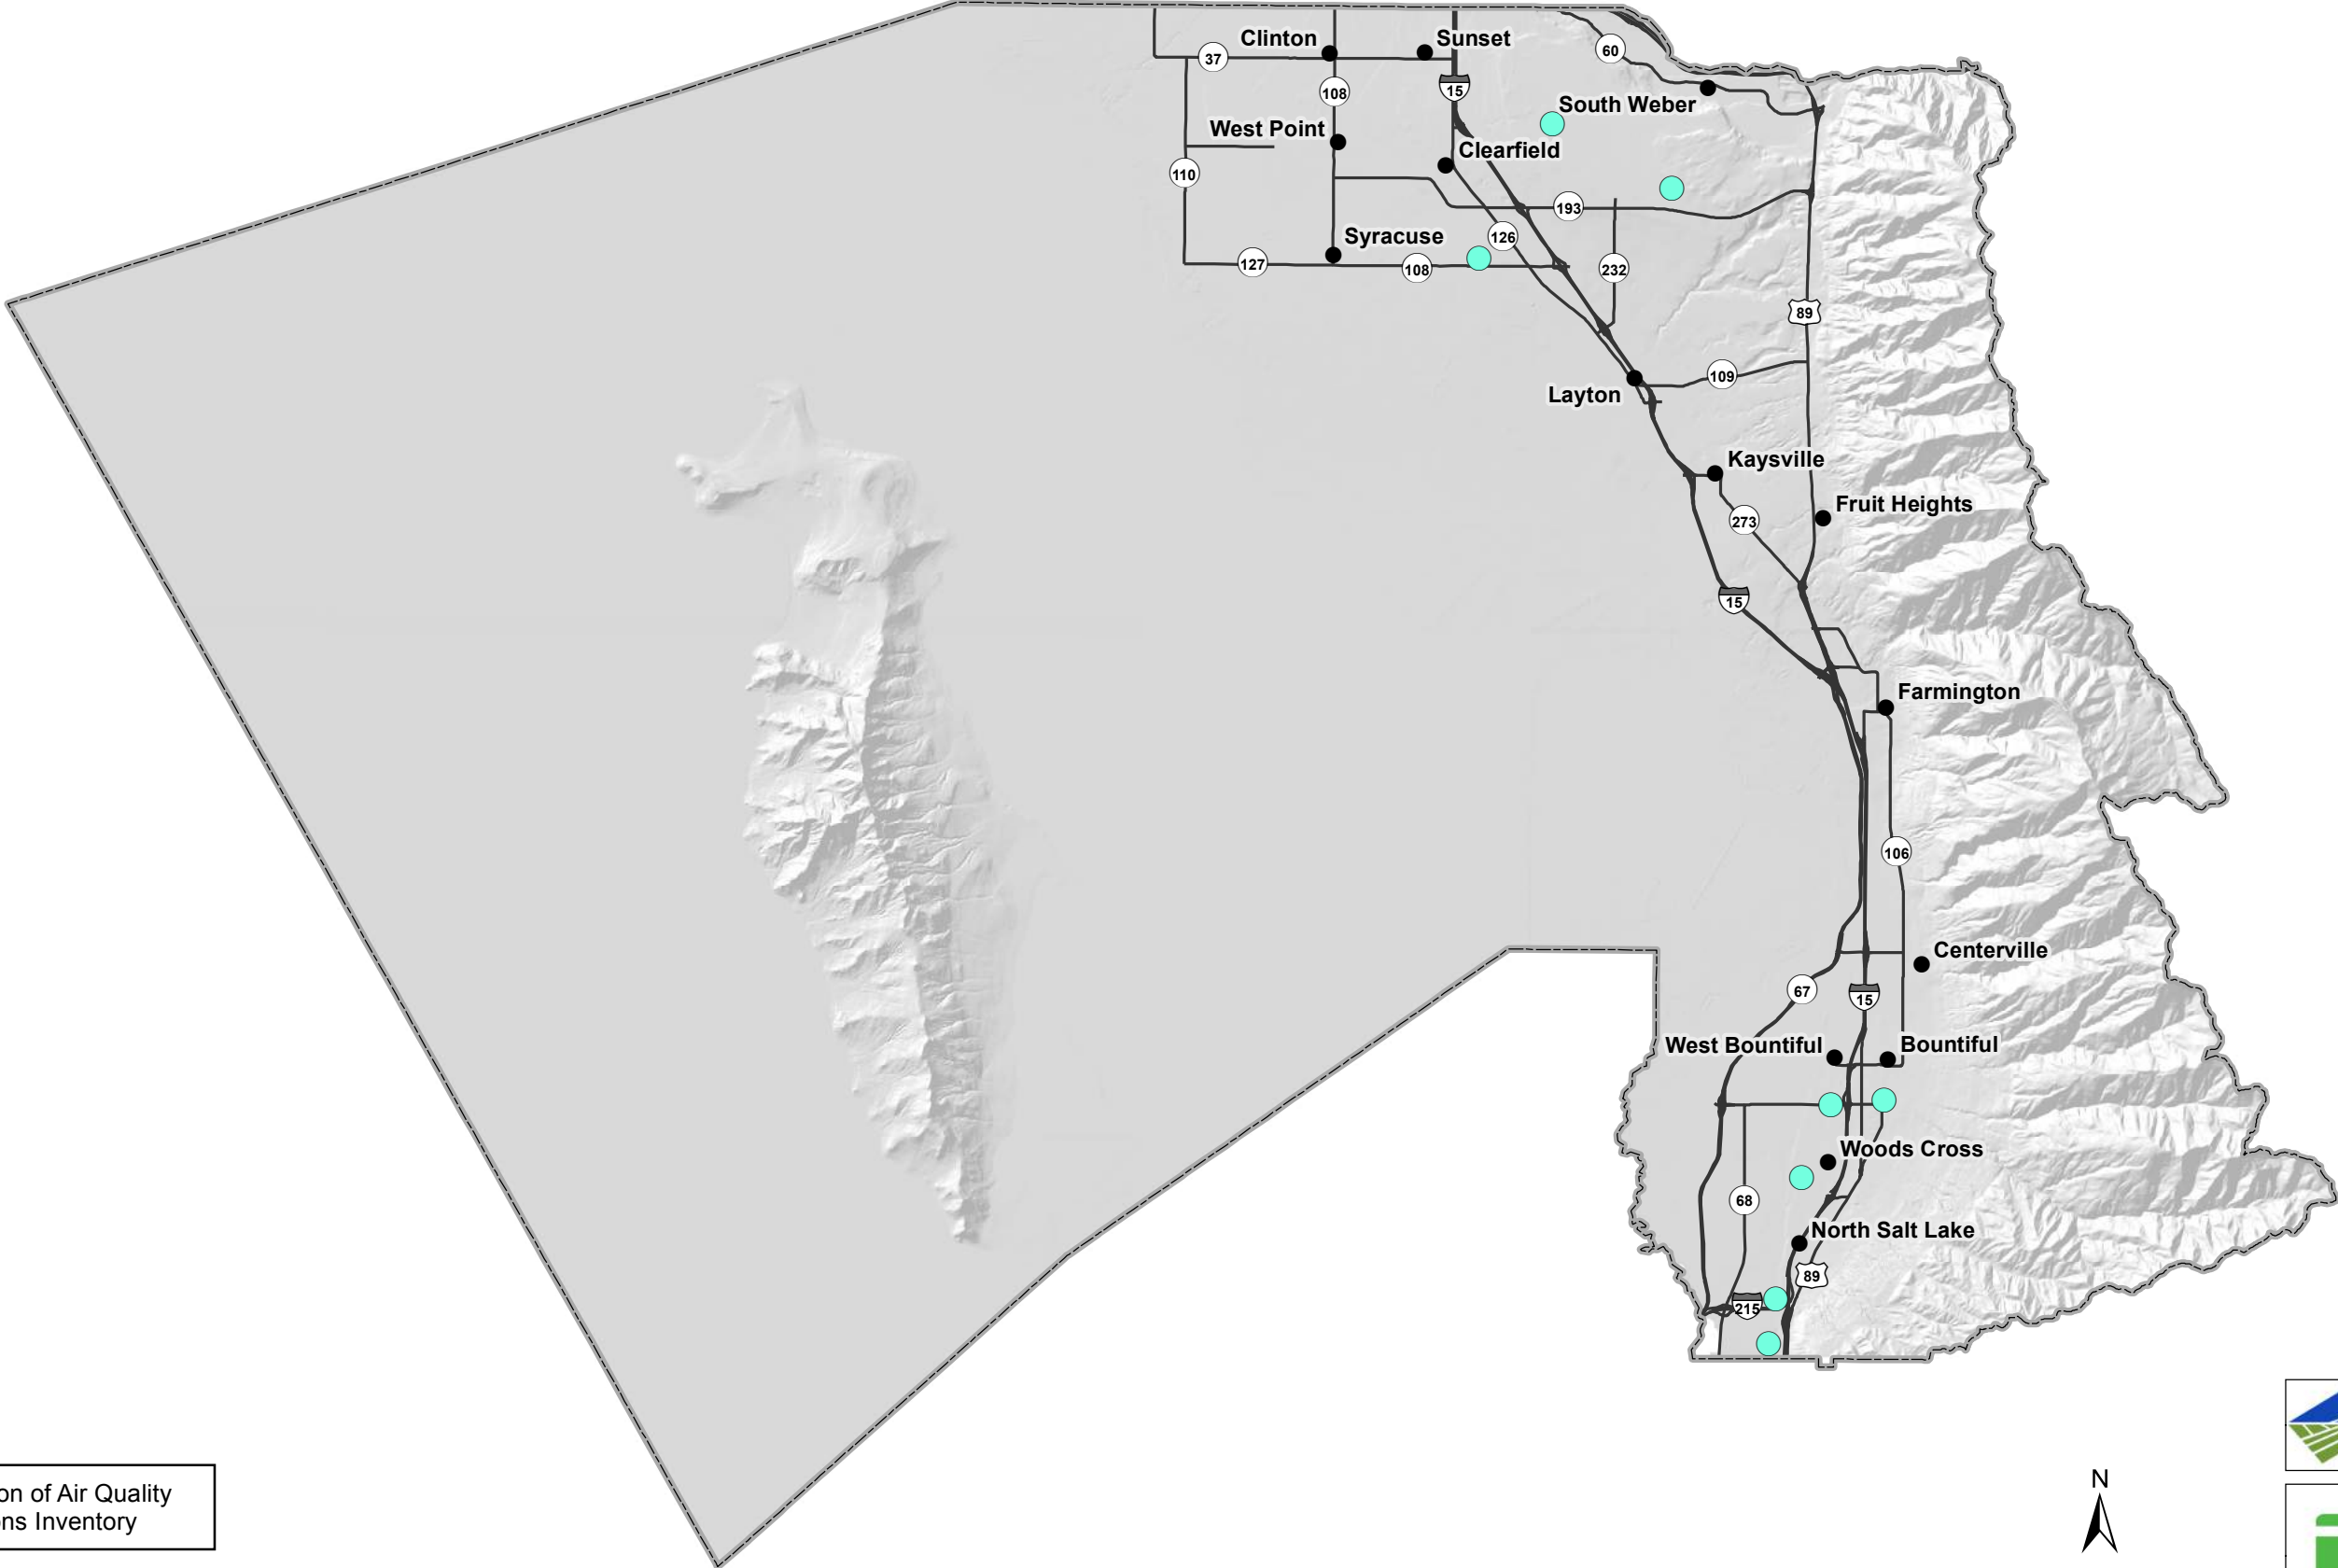 Clinton
Sunset
60
37
15
108
South Weber
West Point
Clearfield
110
193
Syracuse
126
127
108
232
89
109
Layton
Kaysville
Fruit Heights
273
15
Farmington
106
Centerville
67
15
West Bountiful
Bountiful
Woods Cross
68
North Salt Lake
89
215
N
on of Air Quality
ons Inventory